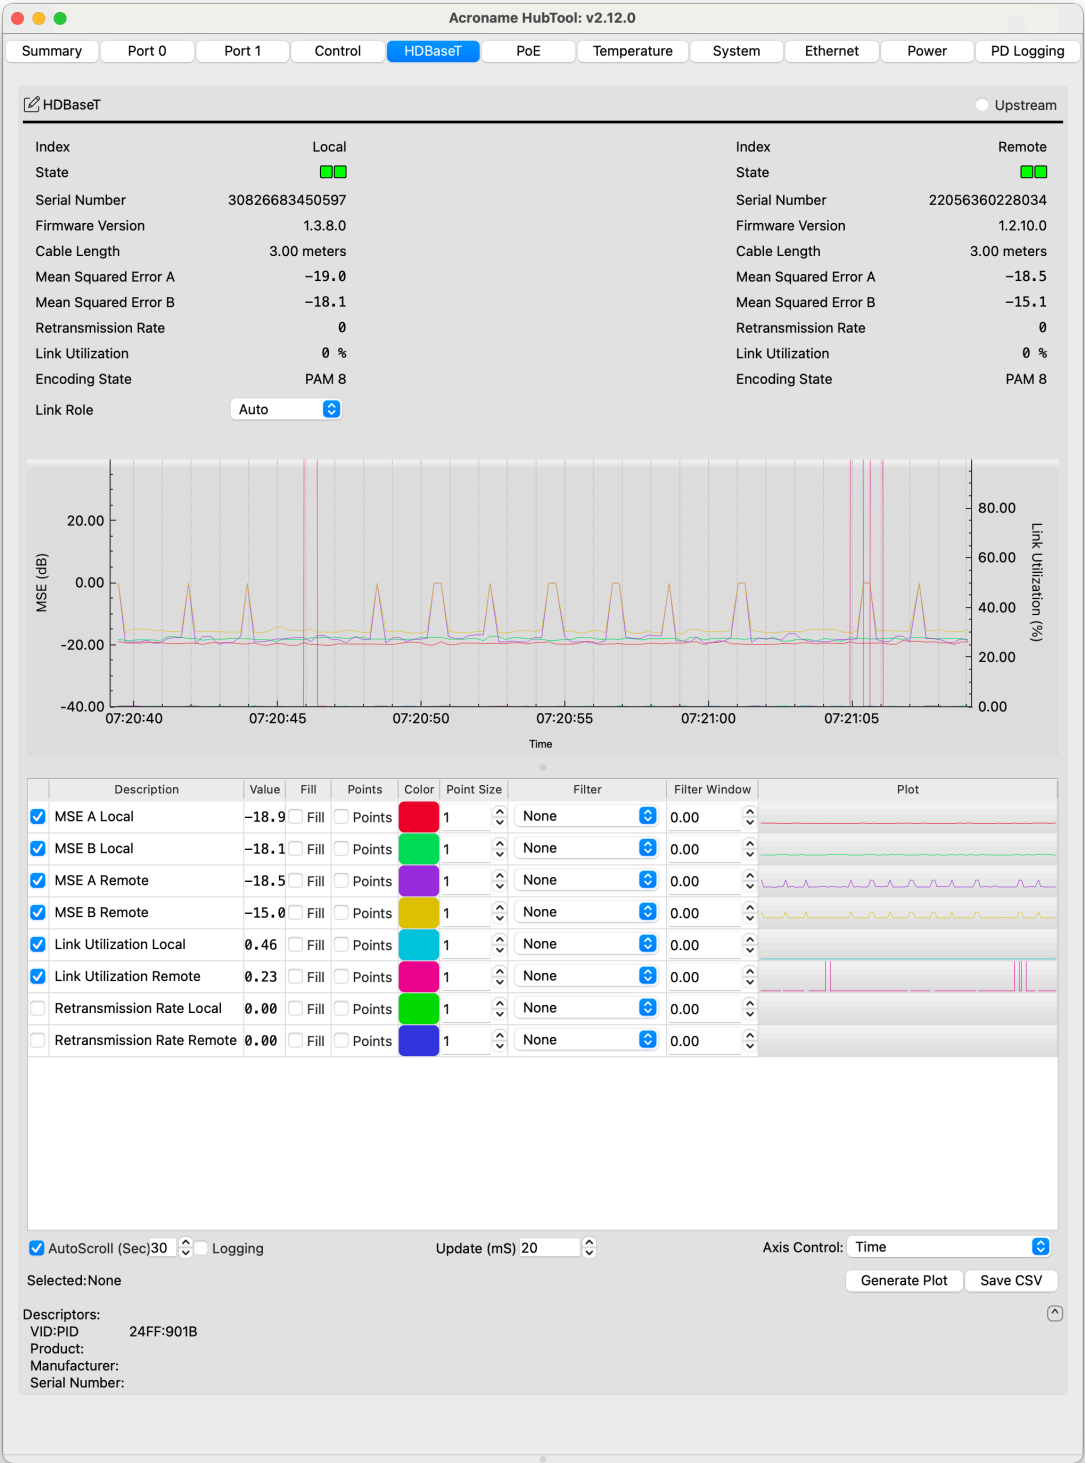 Acroname HubTool: v2.12.0
Summary Port 0 Port 1 Control HDBaseT PoE Temperature System Ethernet Power PD Logging
HDBaseT Upstream
Index Local Index Remote
State State
Serial Number 30826683450597 Serial Number 22056360228034
Firmware Version 1.3.8.0 Firmware Version 1.2.10.0
Cable Length 3.00 meters Cable Length 3.00 meters
Mean Squared Error A -19.0 Mean Squared Error A -18.5
Mean Squared Error B -18.1 Mean Squared Error B -15.1
Retransmission Rate 0 Retransmission Rate 0
Link Utilization 0 % Link Utilization 0 %
Encoding State PAM 8 Encoding State PAM 8
Link Role Auto
MSE (dB)
20.00
0.00
-20.00
-40.00
80.00
60.00
40.00
20.00
0.00
Link Utilization (%)
07:20:40 07:20:45 07:20:50 07:20:55 07:21:00 07:21:05
Time
Description Value Fill Points Color Point Size Filter Filter Window Plot
MSE A Local -18.9 Fill Points 1 None 0.00
MSE B Local -18.1 Fill Points 1 None 0.00
MSE A Remote -18.5 Fill Points 1 None 0.00
MSE B Remote -15.0 Fill Points 1 None 0.00
Link Utilization Local 0.46 Fill Points 1 None 0.00
Link Utilization Remote 0.23 Fill Points 1 None 0.00
Retransmission Rate Local 0.00 Fill Points 1 None 0.00
Retransmission Rate Remote 0.00 Fill Points 1 None 0.00
AutoScroll (Sec) 30 Logging Update (mS) 20 Axis Control: Time
Selected:None Generate Plot Save CSV
Descriptors:
VID:PID 24FF:901B
Product:
Manufacturer:
Serial Number: